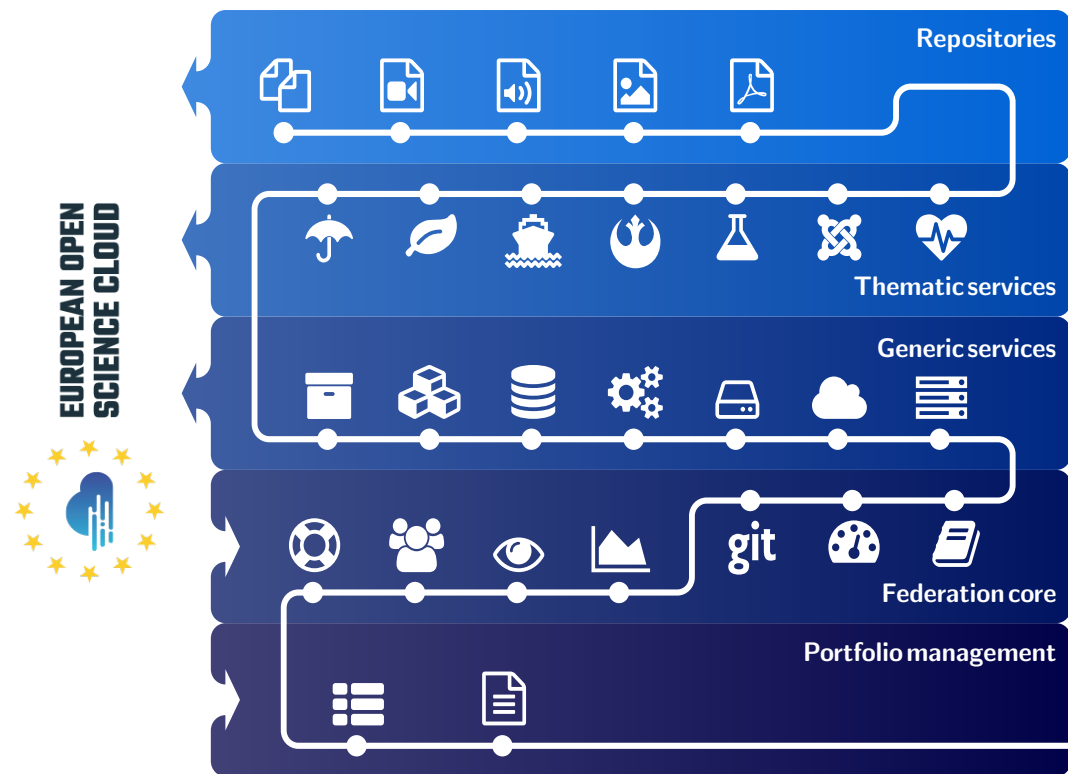 EUROPEAN OPEN
SCIENCE CLOUD
Repositories
Thematic services
Generic services
git
Federation core
Portfolio management